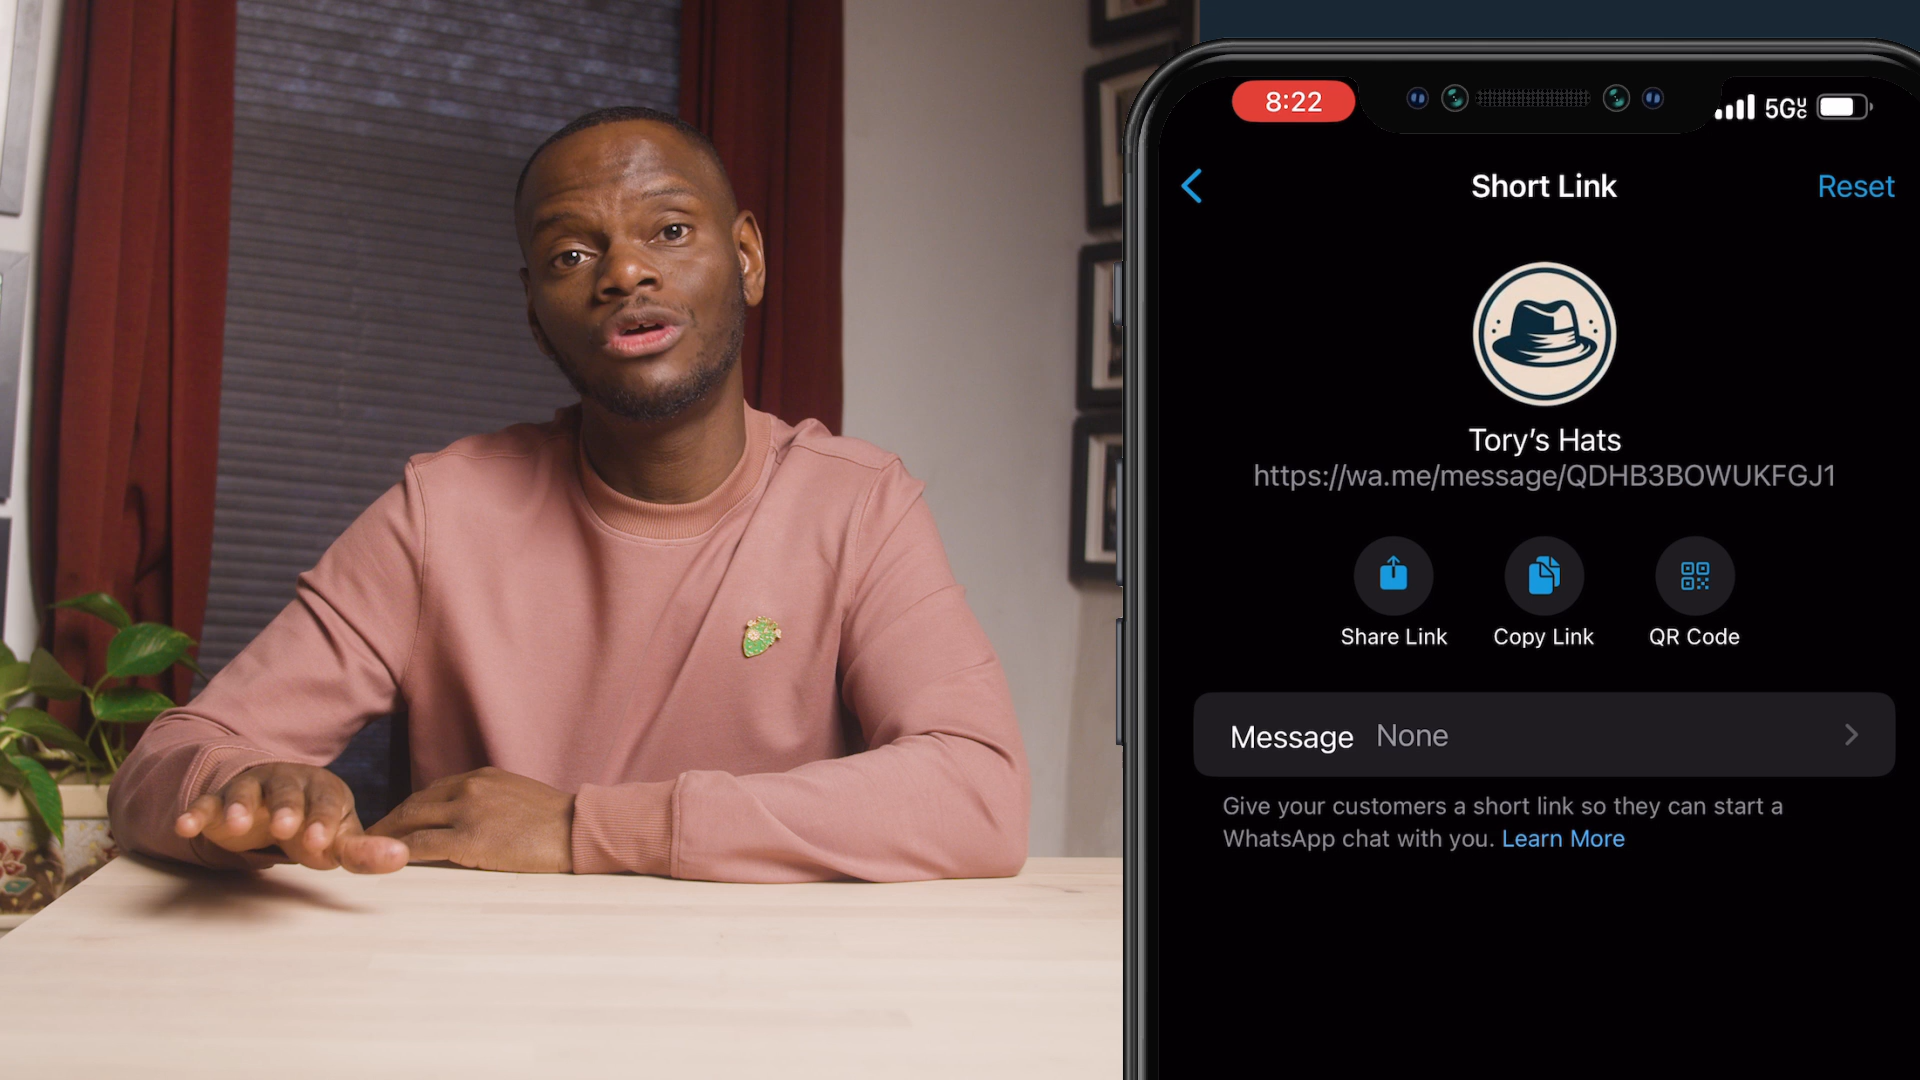 8:22
5GUC
Short Link
Reset
Tory’s Hats
https://wa.me/message/QDHB3BOWUKFGJ1
Share Link
Copy Link
QR Code
Message None
Give your customers a short link so they can start a
WhatsApp chat with you. Learn More